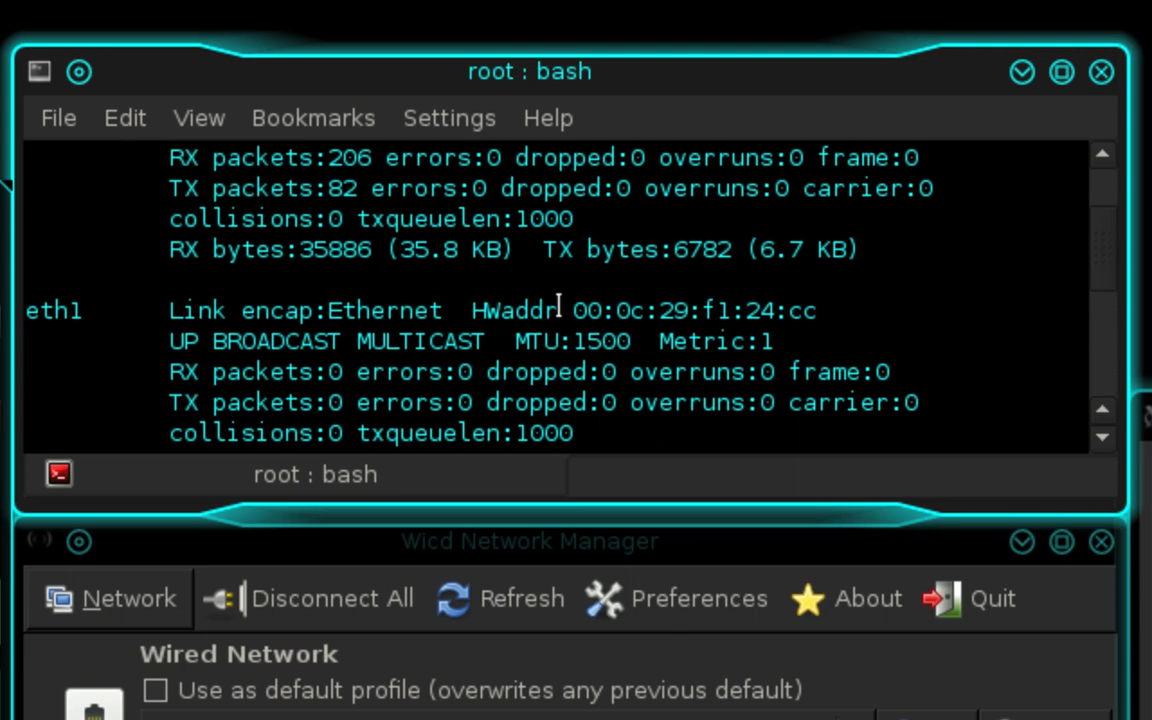 root : bash
File Edit View Bookmarks Settings Help
RX packets:206 errors:0 dropped:0 overruns:0 frame:0
TX packets:82 errors:0 dropped:0 overruns:0 carrier:0
collisions:0 txqueuelen:1000
RX bytes:35886 (35.8 KB)  TX bytes:6782 (6.7 KB)
eth1 Link encap:Ethernet  HWaddr 00:0c:29:f1:24:cc
UP BROADCAST MULTICAST  MTU:1500  Metric:1
RX packets:0 errors:0 dropped:0 overruns:0 frame:0
TX packets:0 errors:0 dropped:0 overruns:0 carrier:0
collisions:0 txqueuelen:1000
root : bash
Wicd Network Manager
Network Disconnect All Refresh Preferences About Quit
Wired Network
Use as default profile (overwrites any previous default)